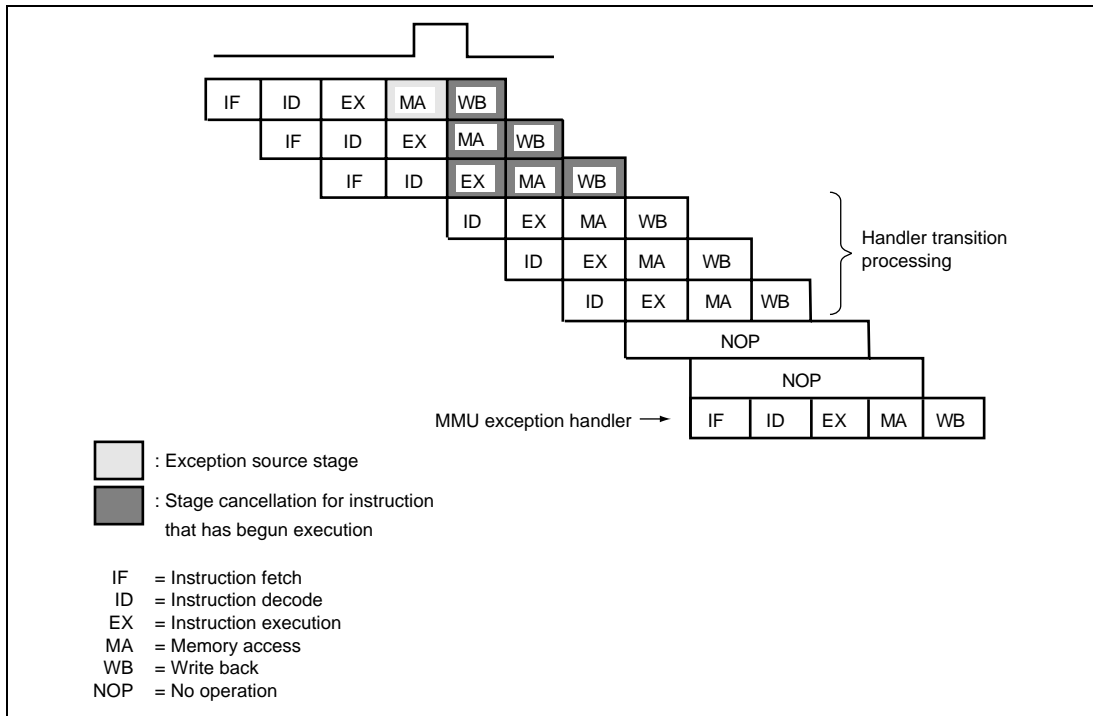 IF ID EX MA WB
IF ID EX MA WB
IF ID EX MA WB
ID EX MA WB
ID EX MA WB
ID EX MA WB
Handler transition
processing
NOP
NOP
MMU exception handler
IF ID EX MA WB
: Exception source stage
: Stage cancellation for instruction
that has begun execution
IF = Instruction fetch
ID = Instruction decode
EX = Instruction execution
MA = Memory access
WB = Write back
NOP = No operation